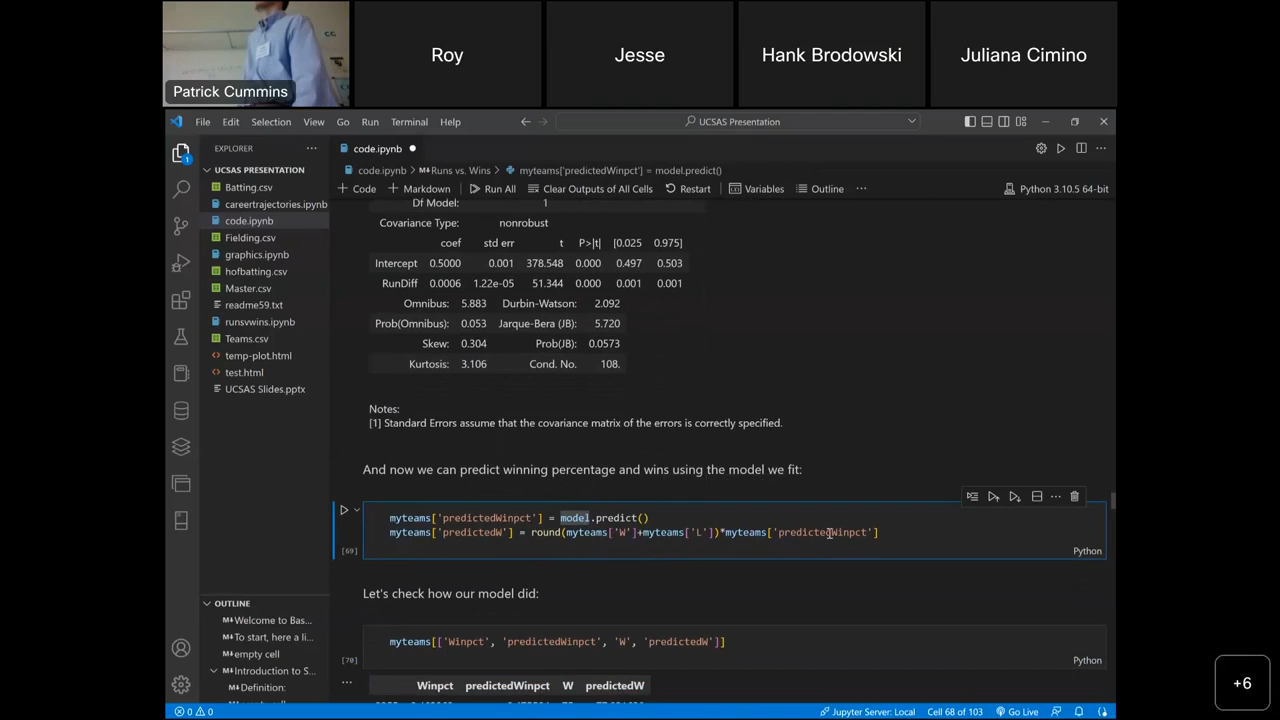 Patrick Cummins
Roy
Jesse
Hank Brodowski
Juliana Cimino
File Edit Selection View Go Run Terminal Help
UCSAS Presentation
EXPLORER
code.ipynb
code.ipynb > Runs vs. Wins > myteams['predictedWinpct'] = model.predict()
+ Code + Markdown Run All Clear Outputs of All Cells Restart Variables Outline ... Python 3.10.5 64-bit
1
UCSAS PRESENTATION
Batting.csv
careertrajectories.ipynb
code.ipynb
Fielding.csv
graphics.ipynb
hofbatting.csv
Master.csv
readme59.txt
runsvwins.ipynb
Teams.csv
temp-plot.html
test.html
UCSAS Slides.pptx
OUTLINE
Welcome to Bas...
To start, here a li...
empty cell
Introduction to S...
Definition:
Df Model: 1
Covariance Type: nonrobust
coef std err t P>|t| [0.025 0.975]
Intercept 0.5000 0.001 378.548 0.000 0.497 0.503
RunDiff 0.0006 1.22e-05 51.344 0.000 0.001 0.001
Omnibus: 5.883 Durbin-Watson: 2.092
Prob(Omnibus): 0.053 Jarque-Bera (JB): 5.720
Skew: 0.304 Prob(JB): 0.0573
Kurtosis: 3.106 Cond. No. 108.
Notes:
[1] Standard Errors assume that the covariance matrix of the errors is correctly specified.
And now we can predict winning percentage and wins using the model we fit:
myteams['predictedWinpct'] = model.predict()
myteams['predictedW'] = round(myteams['W']+myteams['L'])*myteams['predictedWinpct']
[69]
Python
Let's check how our model did:
myteams[['Winpct', 'predictedWinpct', 'W', 'predictedW']]
[70]
Python
...
Winpct predictedWinpct W predictedW
+6
0 0
Jupyter Server: Local Cell 68 of 103 Go Live